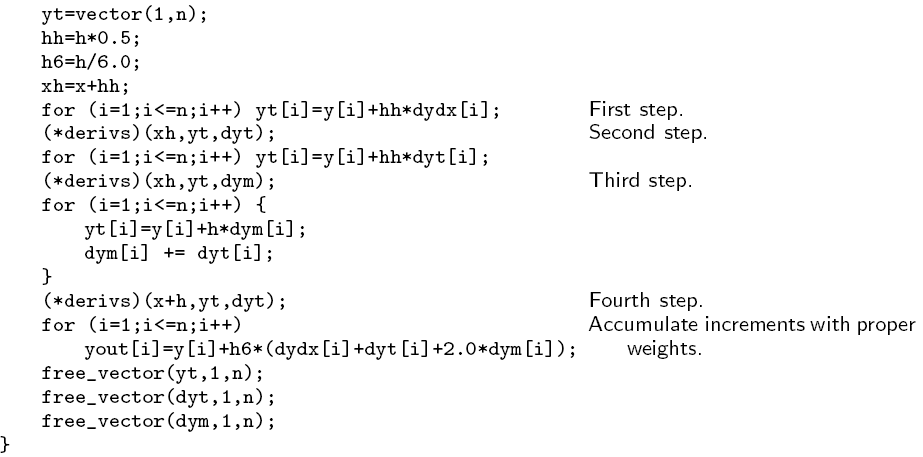 yt=vector(1,n);
hh=h*0.5;
h6=h/6.0;
xh=x+hh;
for (i=1;i<=n;i++) yt[i]=y[i]+hh*dydx[i]; First step.
(*derivs)(xh,yt,dyt); Second step.
for (i=1;i<=n;i++) yt[i]=y[i]+hh*dyt[i];
(*derivs)(xh,yt,dym); Third step.
for (i=1;i<=n;i++) {
yt[i]=y[i]+h*dym[i];
dym[i] += dyt[i];
}
(*derivs)(x+h,yt,dyt); Fourth step.
for (i=1;i<=n;i++) Accumulate increments with proper
yout[i]=y[i]+h6*(dydx[i]+dyt[i]+2.0*dym[i]); weights.
free_vector(yt,1,n);
free_vector(dyt,1,n);
free_vector(dym,1,n);
}